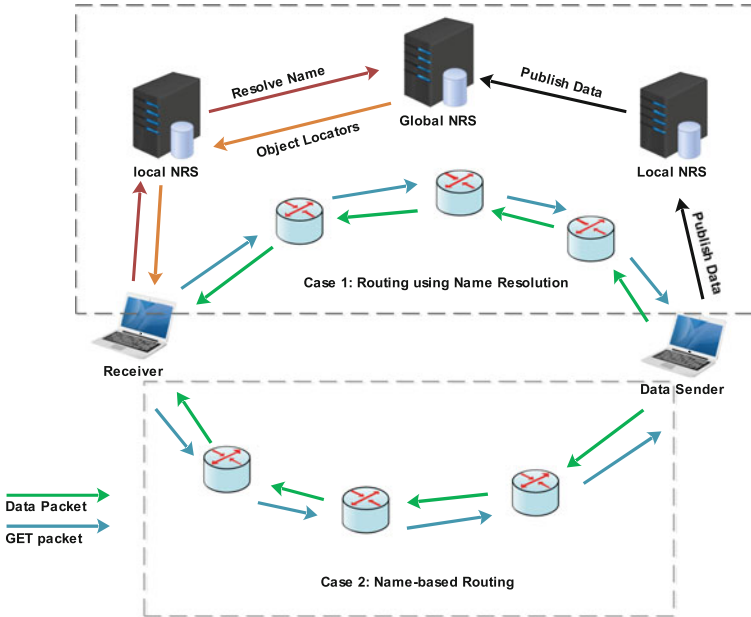 Resolve Name
Publish Data
Global NRS
Object Locators
local NRS
Local NRS
Publish Data
Case 1: Routing using Name Resolution
Receiver
Data Sender
Data Packet
GET packet
Case 2: Name-based Routing